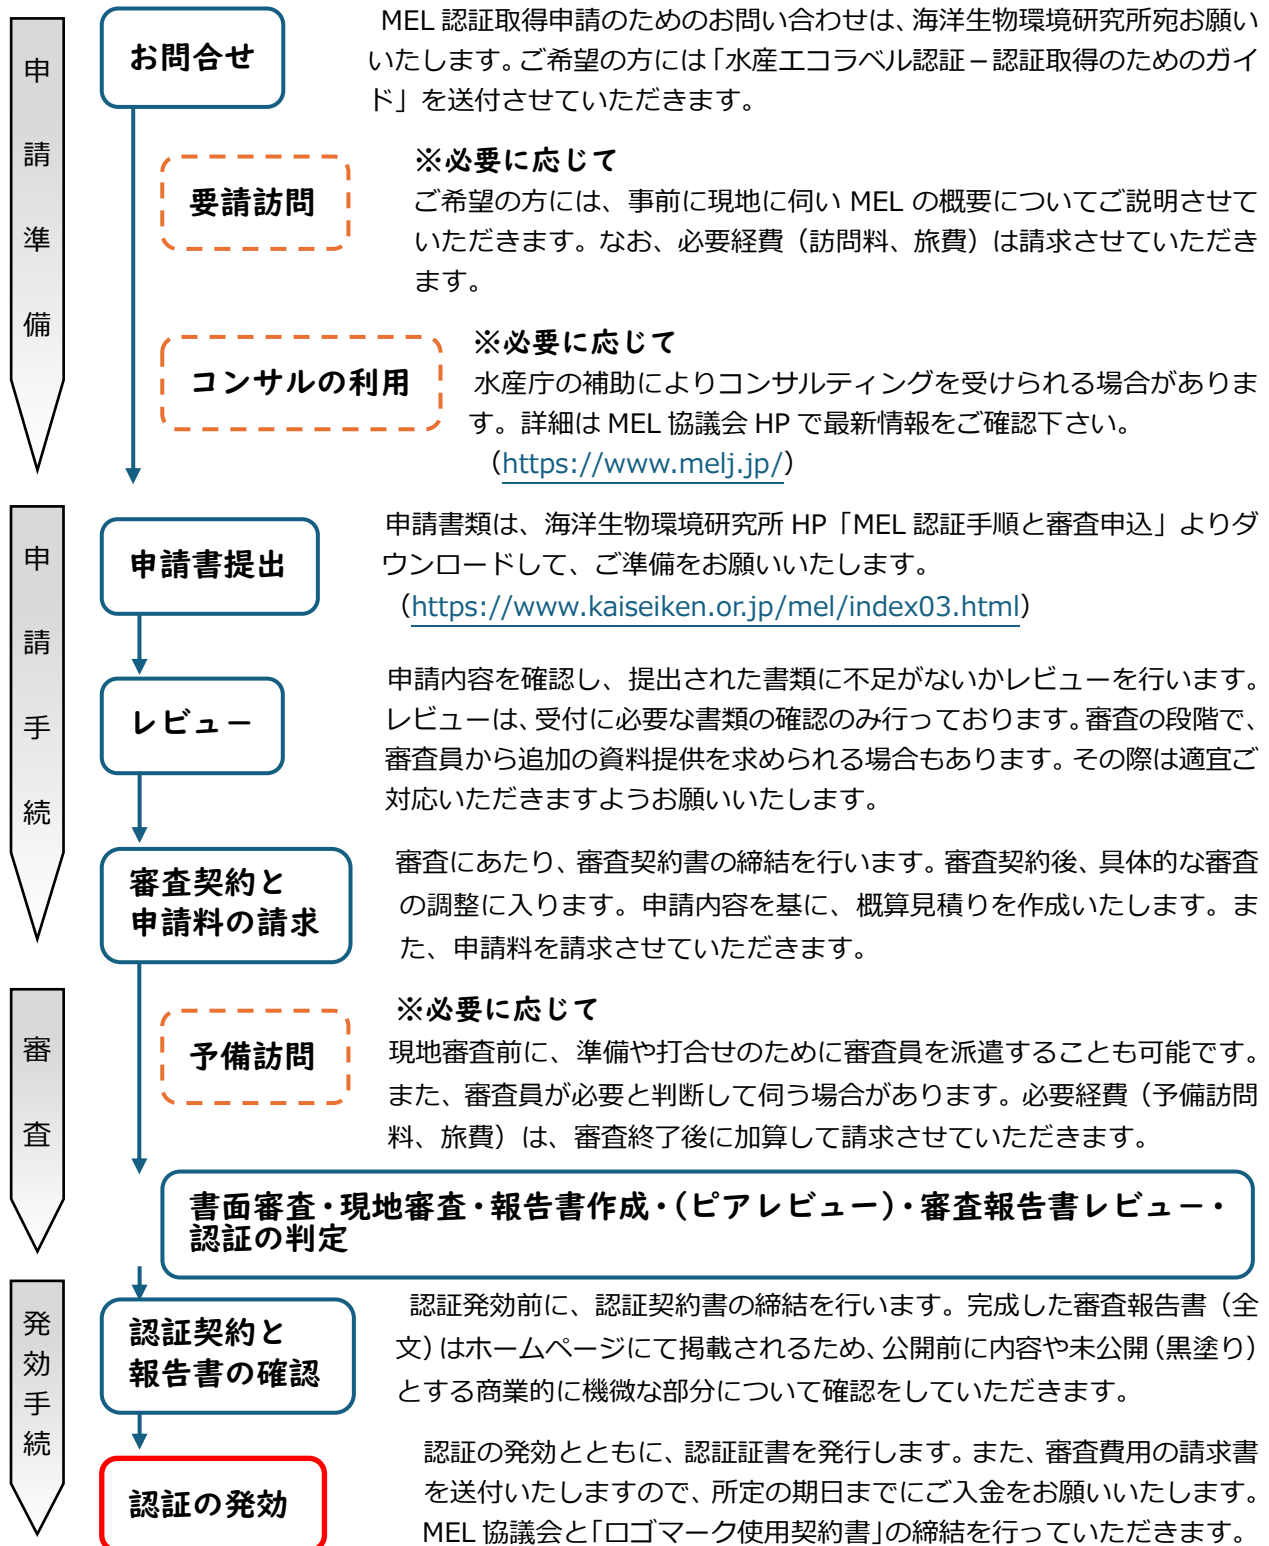 申請準備
お問合せ
MEL 認証取得申請のためのお問い合わせは、海洋生物環境研究所宛お願い
いたします。ご希望の方には「水産エコラベル認証－認証取得のためのガイ
ド」を送付させていただきます。
要請訪問
※必要に応じて
ご希望の方には、事前に現地に伺い MEL の概要についてご説明させて
いただきます。なお、必要経費（訪問料、旅費）は請求させていただき
ます。
コンサルの利用
※必要に応じて
水産庁の補助によりコンサルティングを受けられる場合がありま
す。詳細は MEL 協議会 HP で最新情報をご確認下さい。
（https://www.melj.jp/）
申請手続
申請書提出
申請書類は、海洋生物環境研究所 HP「MEL 認証手順と審査申込」よりダ
ウンロードして、ご準備をお願いいたします。
（https://www.kaiseiken.or.jp/mel/index03.html）
レビュー
申請内容を確認し、提出された書類に不足がないかレビューを行います。
レビューは、受付に必要な書類の確認のみ行っております。審査の段階で、
審査員から追加の資料提供を求められる場合もあります。その際は適宜ご
対応いただきますようお願いいたします。
審査契約と
申請料の請求
審査にあたり、審査契約書の締結を行います。審査契約後、具体的な審査
の調整に入ります。申請内容を基に、概算見積りを作成いたします。ま
た、申請料を請求させていただきます。
審査
予備訪問
※必要に応じて
現地審査前に、準備や打合せのために審査員を派遣することも可能です。
また、審査員が必要と判断して伺う場合があります。必要経費（予備訪問
料、旅費）は、審査終了後に加算して請求させていただきます。
書面審査・現地審査・報告書作成・（ピアレビュー）・審査報告書レビュー・
認証の判定
発効手続
認証契約と
報告書の確認
認証発効前に、認証契約書の締結を行います。完成した審査報告書（全
文）はホームページにて掲載されるため、公開前に内容や未公開（黒塗り）
とする商業的に機微な部分について確認をしていただきます。
認証の発効
認証の発効とともに、認証証書を発行します。また、審査費用の請求書
を送付いたしますので、所定の期日までにご入金をお願いいたします。
MEL 協議会と「ロゴマーク使用契約書」の締結を行っていただきます。